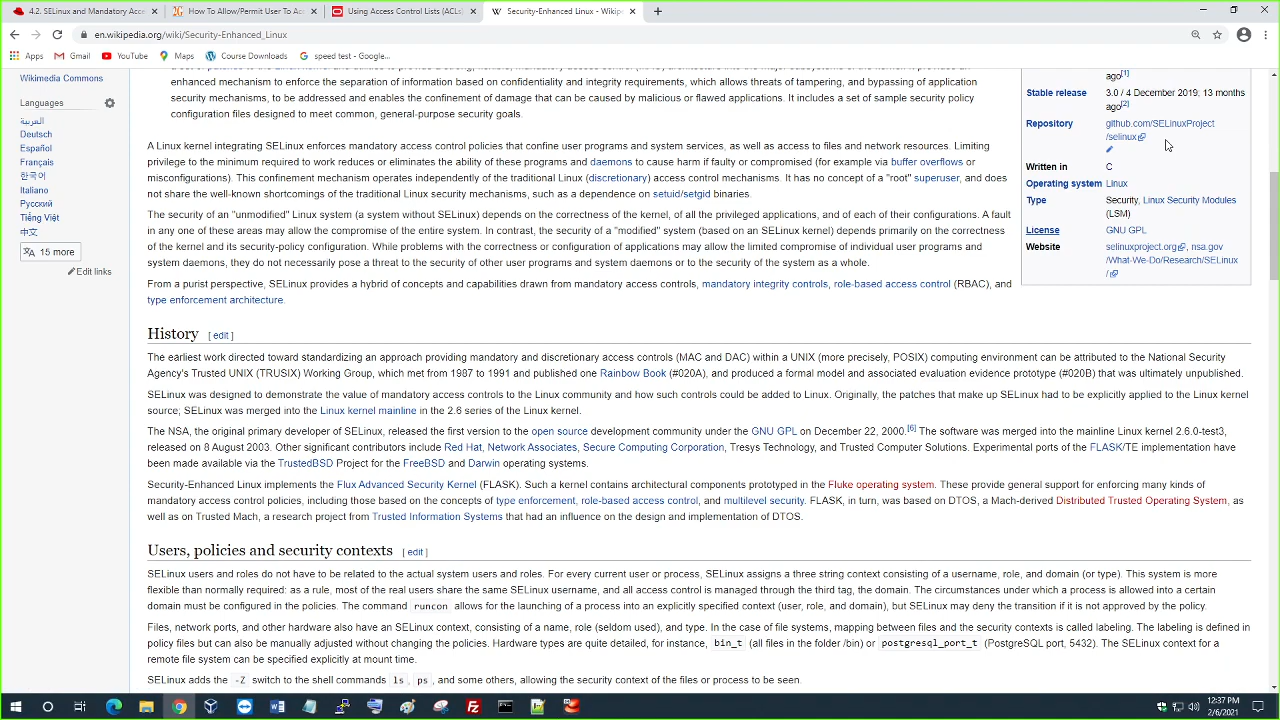 4.2. SELinux and Mandatory Acce
How To Allow/Permit User To Acc
Using Access Control Lists (ACLs)
Security-Enhanced Linux - Wikip
en.wikipedia.org/wiki/Security-Enhanced_Linux
Apps
Gmail
YouTube
Maps
Course Downloads
speed test - Google...
Wikimedia Commons
Languages
العربية
Deutsch
Español
Français
한국어
Italiano
Русский
Tiếng Việt
中文
15 more
Edit links
enhanced mechanism to enforce the separation of information based on confidentiality and integrity requirements, which allows threats of tampering, and bypassing of application
security mechanisms, to be addressed and enables the confinement of damage that can be caused by malicious or flawed applications. It includes a set of sample security policy
configuration files designed to meet common, general-purpose security goals.
A Linux kernel integrating SELinux enforces mandatory access control policies that confine user programs and system services, as well as access to files and network resources. Limiting
privilege to the minimum required to work reduces or eliminates the ability of these programs and daemons to cause harm if faulty or compromised (for example via buffer overflows or
misconfigurations). This confinement mechanism operates independently of the traditional Linux (discretionary) access control mechanisms. It has no concept of a "root" superuser, and does
not share the well-known shortcomings of the traditional Linux security mechanisms, such as a dependence on setuid/setgid binaries.
The security of an "unmodified" Linux system (a system without SELinux) depends on the correctness of the kernel, of all the privileged applications, and of each of their configurations. A fault
in any one of these areas may allow the compromise of the entire system. In contrast, the security of a "modified" system (based on an SELinux kernel) depends primarily on the correctness
of the kernel and its security-policy configuration. While problems with the correctness or configuration of applications may allow the limited compromise of individual user programs and
system daemons, they do not necessarily pose a threat to the security of other user programs and system daemons or to the security of the system as a whole.
From a purist perspective, SELinux provides a hybrid of concepts and capabilities drawn from mandatory access controls, mandatory integrity controls, role-based access control (RBAC), and
type enforcement architecture.
ago[1]
Stable release 3.0 / 4 December 2019; 13 months
ago[2]
Repository github.com/SELinuxProject
/selinux
Written in C
Operating system Linux
Type Security, Linux Security Modules
(LSM)
License GNU GPL
Website selinuxproject.org, nsa.gov
/What-We-Do/Research/SELinux
/
History [ edit ]
The earliest work directed toward standardizing an approach providing mandatory and discretionary access controls (MAC and DAC) within a UNIX (more precisely, POSIX) computing environment can be attributed to the National Security
Agency's Trusted UNIX (TRUSIX) Working Group, which met from 1987 to 1991 and published one Rainbow Book (#020A), and produced a formal model and associated evaluation evidence prototype (#020B) that was ultimately unpublished.
SELinux was designed to demonstrate the value of mandatory access controls to the Linux community and how such controls could be added to Linux. Originally, the patches that make up SELinux had to be explicitly applied to the Linux kernel
source; SELinux was merged into the Linux kernel mainline in the 2.6 series of the Linux kernel.
The NSA, the original primary developer of SELinux, released the first version to the open source development community under the GNU GPL on December 22, 2000.[6] The software was merged into the mainline Linux kernel 2.6.0-test3,
released on 8 August 2003. Other significant contributors include Red Hat, Network Associates, Secure Computing Corporation, Tresys Technology, and Trusted Computer Solutions. Experimental ports of the FLASK/TE implementation have
been made available via the TrustedBSD Project for the FreeBSD and Darwin operating systems.
Security-Enhanced Linux implements the Flux Advanced Security Kernel (FLASK). Such a kernel contains architectural components prototyped in the Fluke operating system. These provide general support for enforcing many kinds of
mandatory access control policies, including those based on the concepts of type enforcement, role-based access control, and multilevel security. FLASK, in turn, was based on DTOS, a Mach-derived Distributed Trusted Operating System, as
well as on Trusted Mach, a research project from Trusted Information Systems that had an influence on the design and implementation of DTOS.
Users, policies and security contexts [ edit ]
SELinux users and roles do not have to be related to the actual system users and roles. For every current user or process, SELinux assigns a three string context consisting of a username, role, and domain (or type). This system is more
flexible than normally required: as a rule, most of the real users share the same SELinux username, and all access control is managed through the third tag, the domain. The circumstances under which a process is allowed into a certain
domain must be configured in the policies. The command runcon allows for the launching of a process into an explicitly specified context (user, role, and domain), but SELinux may deny the transition if it is not approved by the policy.
Files, network ports, and other hardware also have an SELinux context, consisting of a name, role (seldom used), and type. In the case of file systems, mapping between files and the security contexts is called labeling. The labeling is defined in
policy files but can also be manually adjusted without changing the policies. Hardware types are quite detailed, for instance, bin_t (all files in the folder /bin) or postgresql_port_t (PostgreSQL port, 5432). The SELinux context for a
remote file system can be specified explicitly at mount time.
SELinux adds the -Z switch to the shell commands ls, ps, and some others, allowing the security context of the files or process to be seen.
12:37 PM
2/6/2021